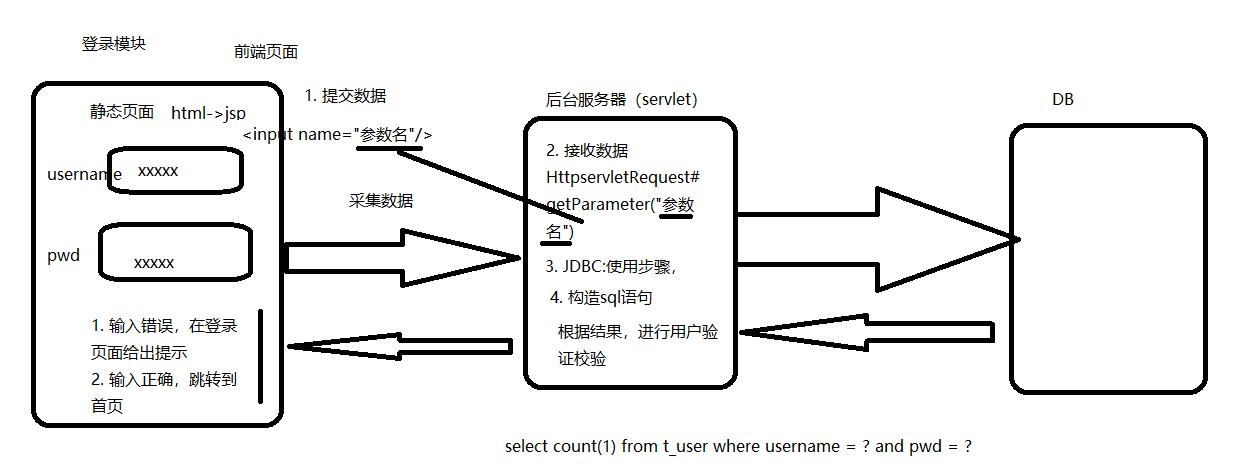 登录模块
前端页面
静态页面 html->jsp
username
xxxxx
pwd
xxxxx
1. 输入错误，在登录
页面给出提示
2. 输入正确，跳转到
首页
1. 提交数据
<input name="参数名"/>
采集数据
后台服务器（servlet）
2. 接收数据
HttpservletRequest#
getParameter("参数
名")
3. JDBC:使用步骤，
4. 构造sql语句
根据结果，进行用户验
证校验
DB
select count(1) from t_user where username = ? and pwd = ?